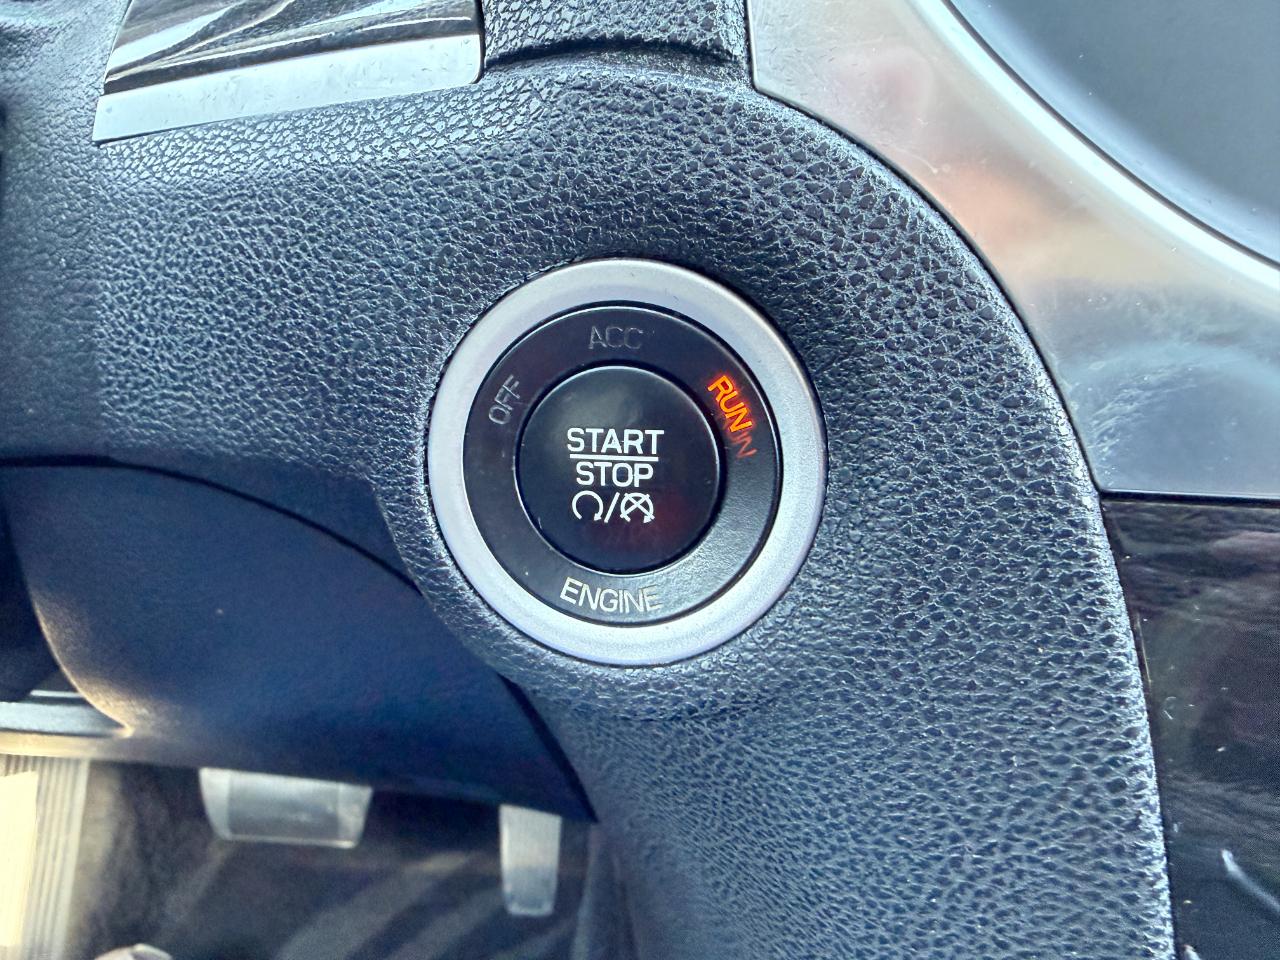 ACC
OFF
RUN
START
STOP
ENGINE